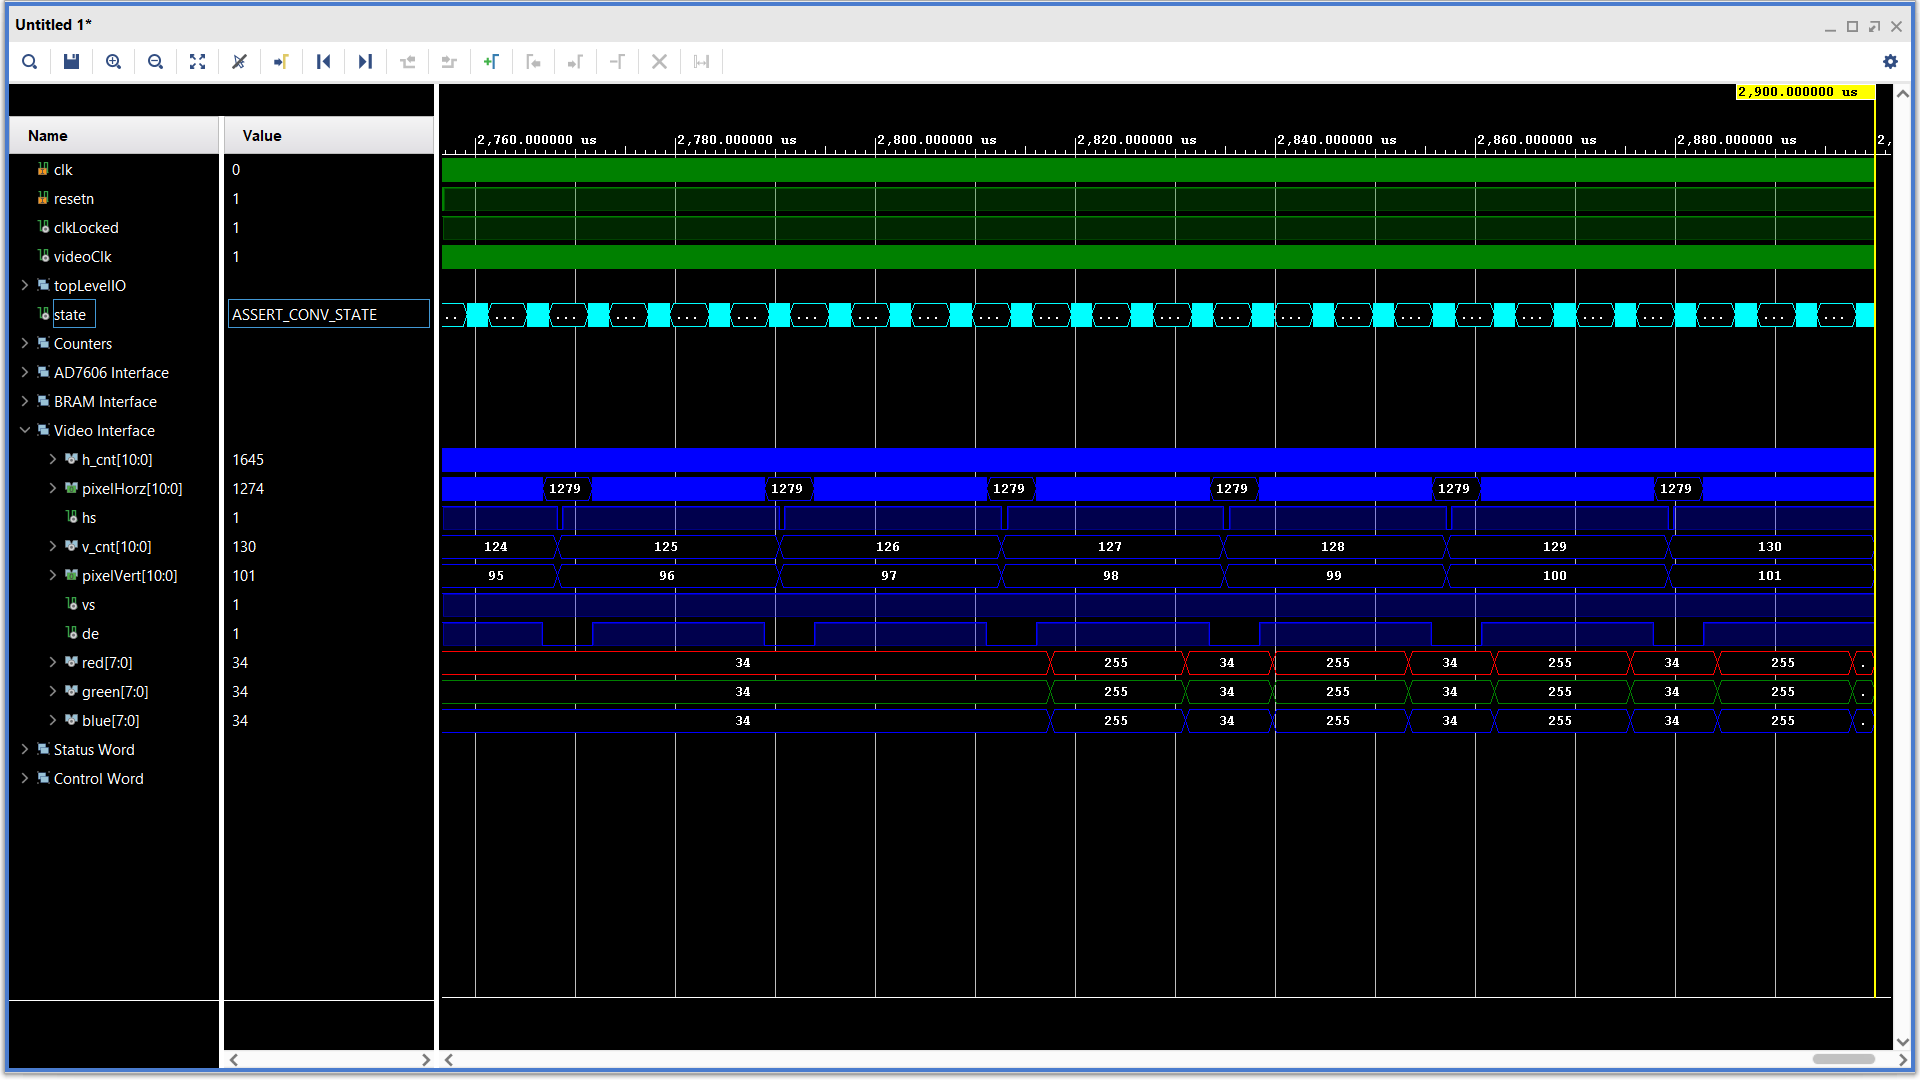 Untitled 1*
2,900.000000 us
Name Value
2,760.000000 us 2,780.000000 us 2,800.000000 us 2,820.000000 us 2,840.000000 us 2,860.000000 us 2,880.000000 us 2,
clk 0
resetn 1
clkLocked 1
videoClk 1
topLevelIO
state ASSERT_CONV_STATE .. ... ... ... ... ... ... ... ... ... ... ... ... ... ... ... ... ... ... ... ... ... ... ...
Counters
AD7606 Interface
BRAM Interface
Video Interface
h_cnt[10:0] 1645
pixelHorz[10:0] 1274 1279 1279 1279 1279 1279 1279
hs 1
v_cnt[10:0] 130 124 125 126 127 128 129 130
pixelVert[10:0] 101 95 96 97 98 99 100 101
vs 1
de 1
red[7:0] 34 34 255 34 255 34 255 34 255 .
green[7:0] 34 34 255 34 255 34 255 34 255 .
blue[7:0] 34 34 255 34 255 34 255 34 255 .
Status Word
Control Word